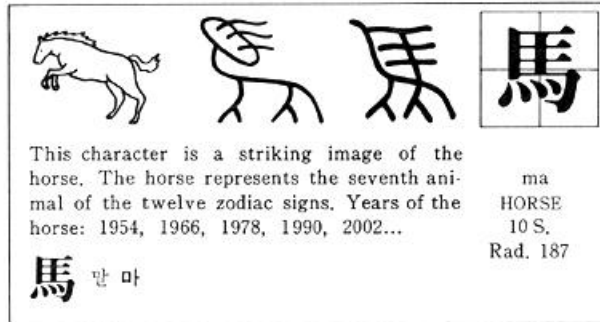 馬
This character is a striking image of the
horse. The horse represents the seventh ani-
mal of the twelve zodiac signs. Years of the
horse: 1954, 1966, 1978, 1990, 2002...
ma
HORSE
10 S.
Rad. 187
馬 말 마